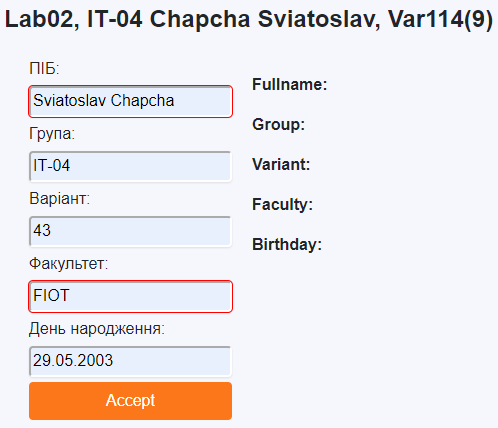 Lab02, IT-04 Chapcha Sviatoslav, Var114(9)
ПІБ:
Sviatoslav Chapcha
Група:
IT-04
Варіант:
43
Факультет:
FIOT
День народження:
29.05.2003
Accept
Fullname:
Group:
Variant:
Faculty:
Birthday: